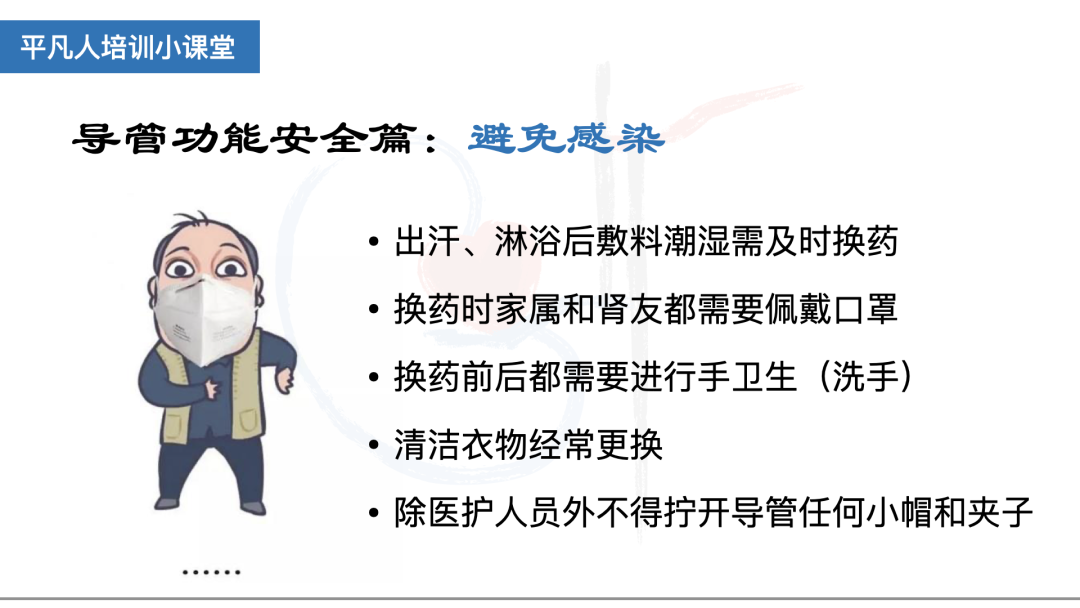 平凡人培训小课堂
导管功能安全篇：避免感染
• 出汗、淋浴后敷料潮湿需及时换药
• 换药时家属和肾友都需要佩戴口罩
• 换药前后都需要进行手卫生（洗手）
• 清洁衣物经常更换
• 除医护人员外不得拧开导管任何小帽和夹子
……